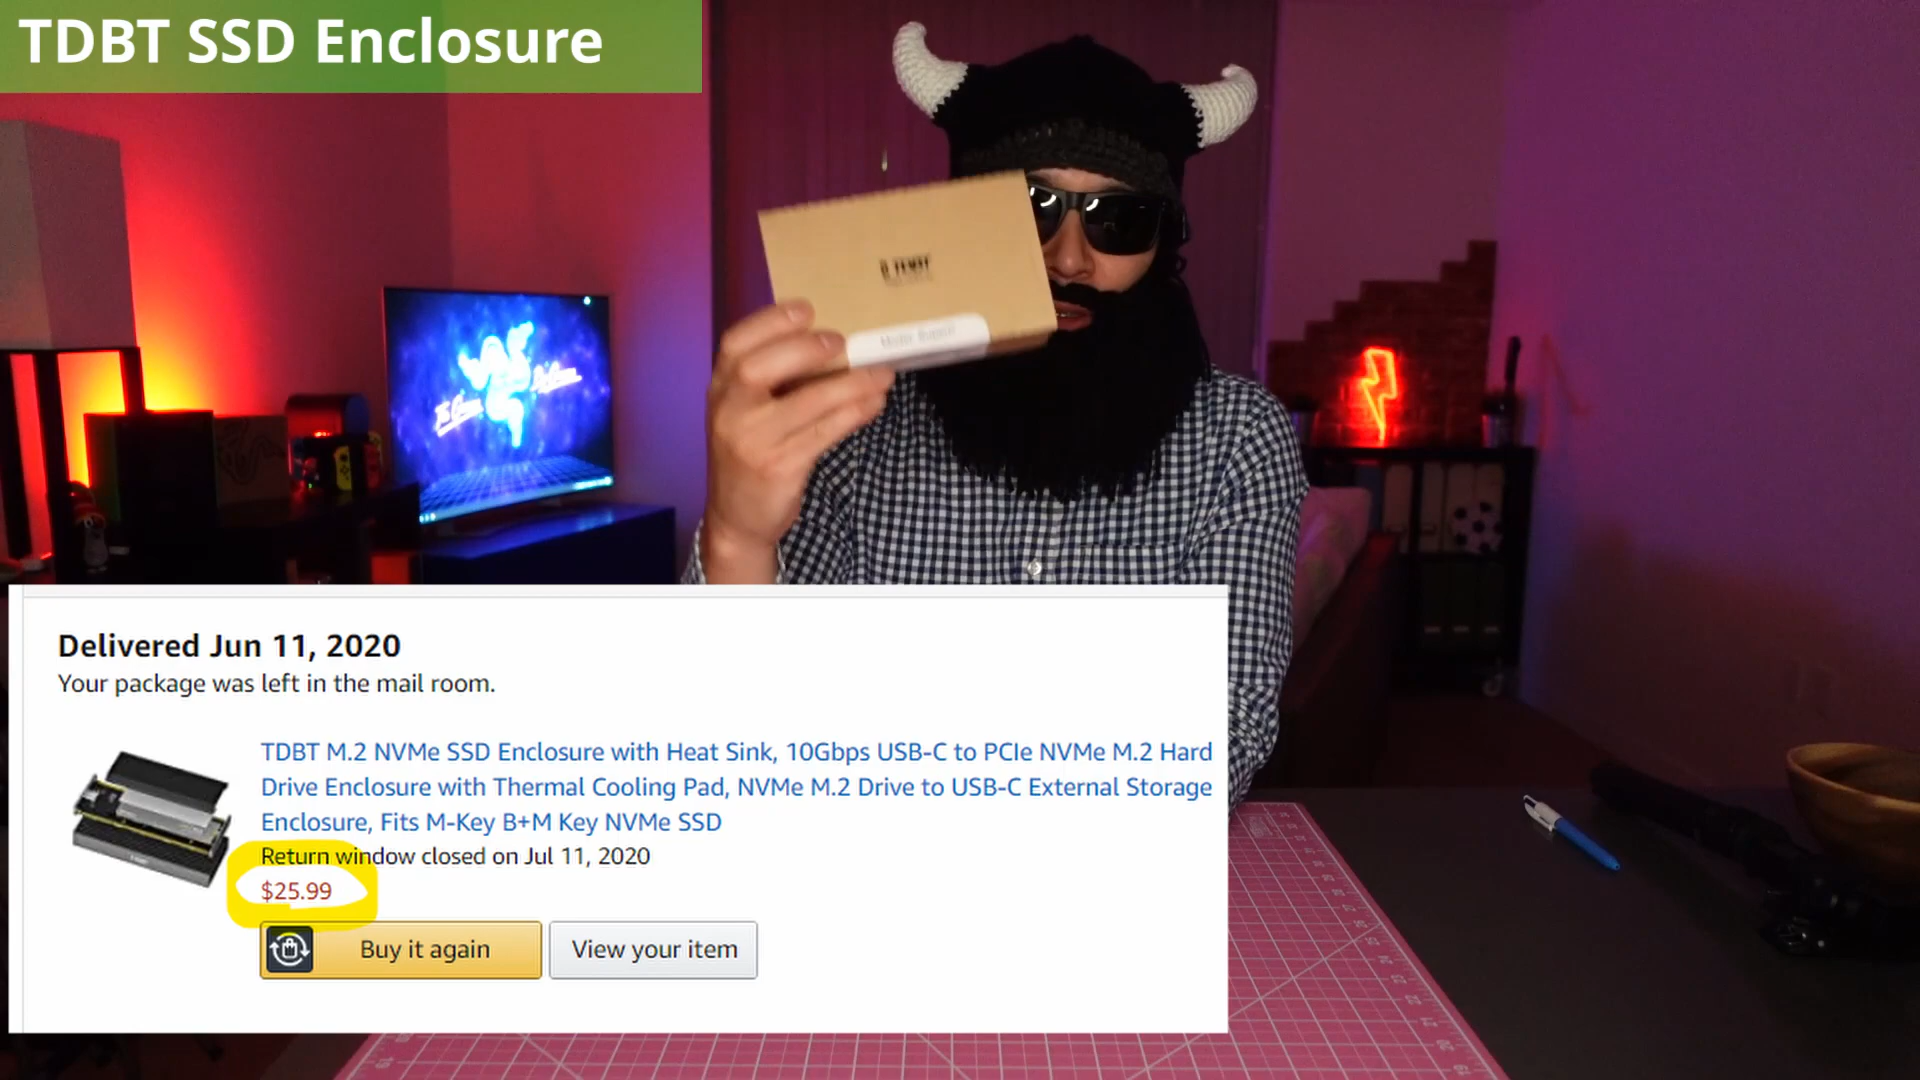 TDBT SSD Enclosure
Delivered Jun 11, 2020
Your package was left in the mail room.
TDBT M.2 NVMe SSD Enclosure with Heat Sink, 10Gbps USB-C to PCIe NVMe M.2 Hard
Drive Enclosure with Thermal Cooling Pad, NVMe M.2 Drive to USB-C External Storage
Enclosure, Fits M-Key B+M Key NVMe SSD
Return window closed on Jul 11, 2020
$25.99
Buy it again
View your item